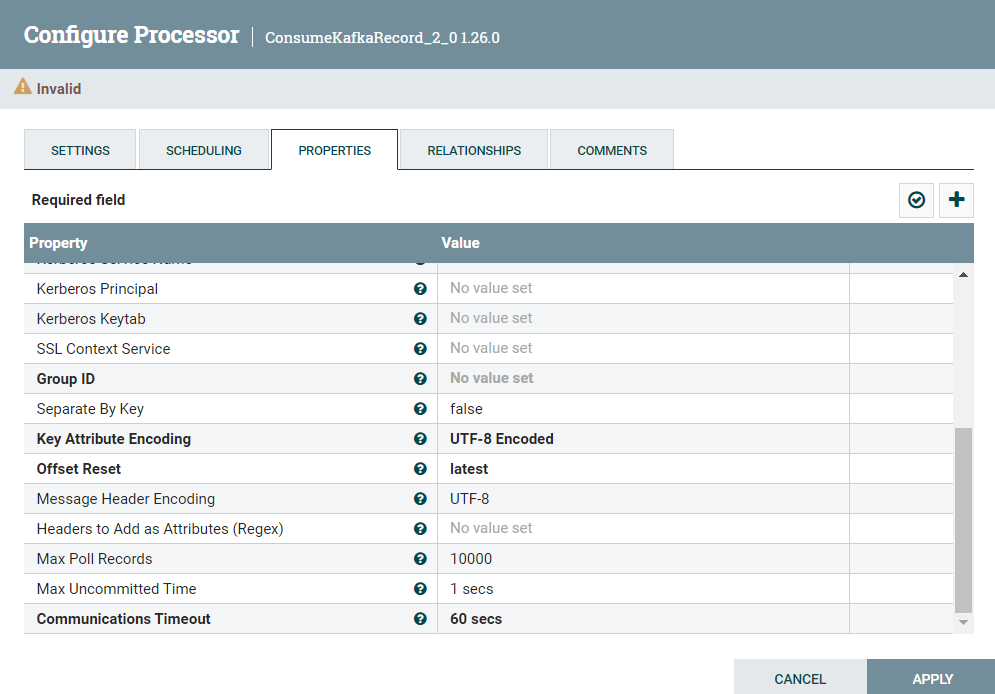 Configure Processor | ConsumeKafkaRecord_2_0 1.26.0
Invalid
SETTINGS SCHEDULING PROPERTIES RELATIONSHIPS COMMENTS
Required field
Property Value
Kerberos Service Name
Kerberos Principal No value set
Kerberos Keytab No value set
SSL Context Service No value set
Group ID No value set
Separate By Key false
Key Attribute Encoding UTF-8 Encoded
Offset Reset latest
Message Header Encoding UTF-8
Headers to Add as Attributes (Regex) No value set
Max Poll Records 10000
Max Uncommitted Time 1 secs
Communications Timeout 60 secs
CANCEL APPLY